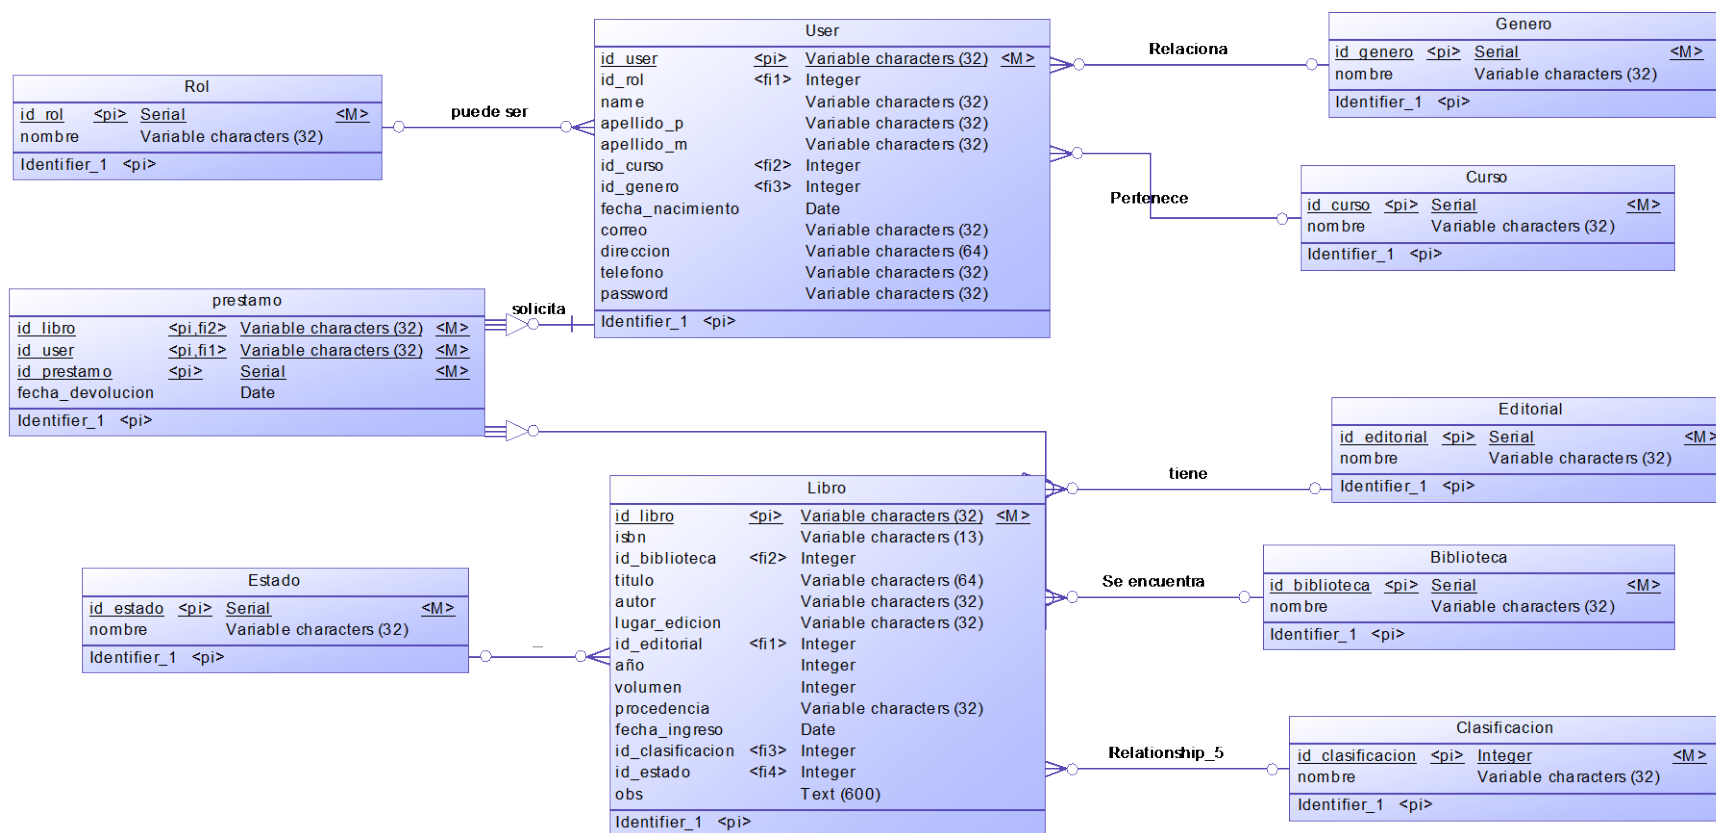 Rol
id_rol <pi> Serial <M>
nombre Variable characters (32)
Identifier_1 <pi>
puede ser
User
id_user <pi> Variable characters (32) <M>
id_rol <fi1> Integer
name Variable characters (32)
apellido_p Variable characters (32)
apellido_m Variable characters (32)
id_curso <fi2> Integer
id_genero <fi3> Integer
fecha_nacimiento Date
correo Variable characters (32)
direccion Variable characters (64)
telefono Variable characters (32)
password Variable characters (32)
Identifier_1 <pi>
Relaciona
Genero
id_genero <pi> Serial <M>
nombre Variable characters (32)
Identifier_1 <pi>
Pertenece
Curso
id_curso <pi> Serial <M>
nombre Variable characters (32)
Identifier_1 <pi>
prestamo
id_libro <pi,fi2> Variable characters (32) <M>
id_user <pi,fi1> Variable characters (32) <M>
id_prestamo <pi> Serial <M>
fecha_devolucion Date
Identifier_1 <pi>
solicita
Editorial
id_editorial <pi> Serial <M>
nombre Variable characters (32)
Identifier_1 <pi>
tiene
Libro
id_libro <pi> Variable characters (32) <M>
isbn Variable characters (13)
id_biblioteca <fi2> Integer
titulo Variable characters (64)
autor Variable characters (32)
lugar_edicion Variable characters (32)
id_editorial <fi1> Integer
año Integer
volumen Integer
procedencia Variable characters (32)
fecha_ingreso Date
id_clasificacion <fi3> Integer
id_estado <fi4> Integer
obs Text (600)
Identifier_1 <pi>
Estado
id_estado <pi> Serial <M>
nombre Variable characters (32)
Identifier_1 <pi>
_
Se encuentra
Biblioteca
id_biblioteca <pi> Serial <M>
nombre Variable characters (32)
Identifier_1 <pi>
Relationship_5
Clasificacion
id_clasificacion <pi> Integer <M>
nombre Variable characters (32)
Identifier_1 <pi>